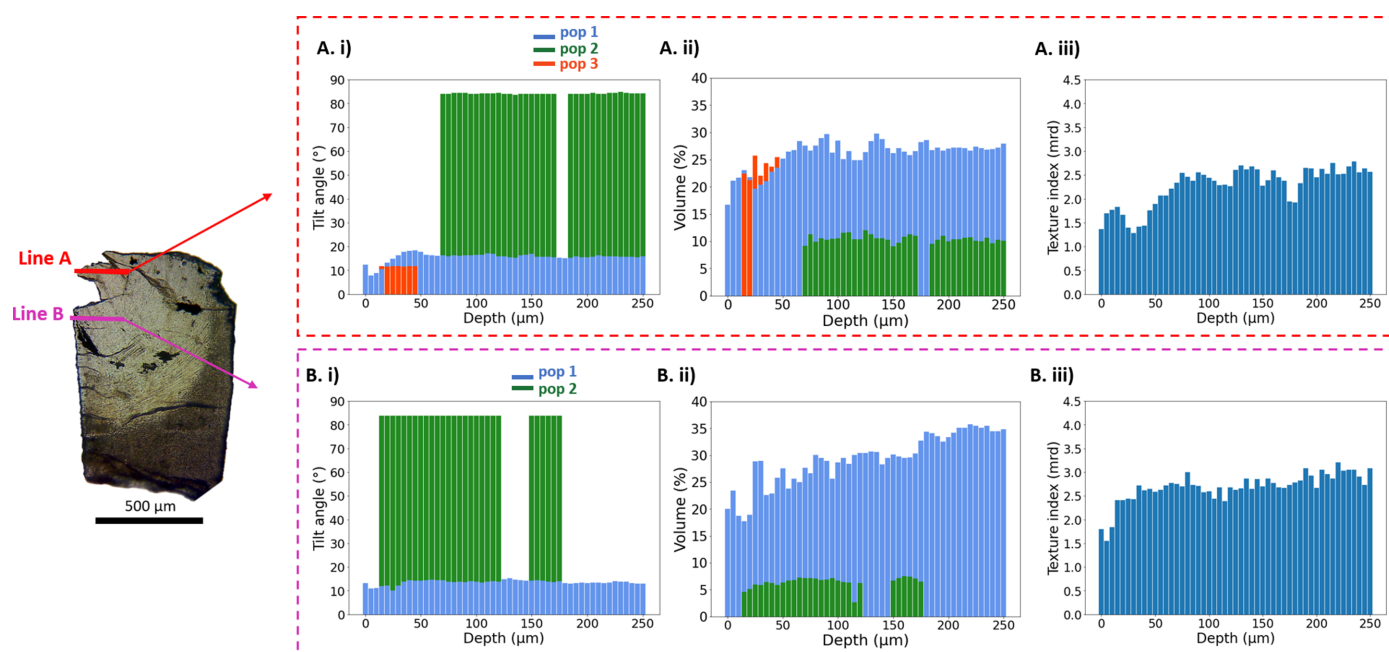 Line A
Line B
500 µm
A. i)
pop 1
pop 2
pop 3
A. ii)
A. iii)
Tilt angle (°)
90
80
70
60
50
40
30
20
10
0
0 50 100 150 200 250
Depth (µm)
Volume (%)
40
35
30
25
20
15
10
5
0
0 50 100 150 200 250
Depth (µm)
Texture index (mrd)
4.5
4.0
3.5
3.0
2.5
2.0
1.5
1.0
0.5
0.0
0 50 100 150 200 250
Depth (µm)
B. i)
pop 1
pop 2
B. ii)
B. iii)
Tilt angle (°)
90
80
70
60
50
40
30
20
10
0
0 50 100 150 200 250
Depth (µm)
Volume (%)
40
35
30
25
20
15
10
5
0
0 50 100 150 200 250
Depth (µm)
Texture index (mrd)
4.5
4.0
3.5
3.0
2.5
2.0
1.5
1.0
0.5
0.0
0 50 100 150 200 250
Depth (µm)